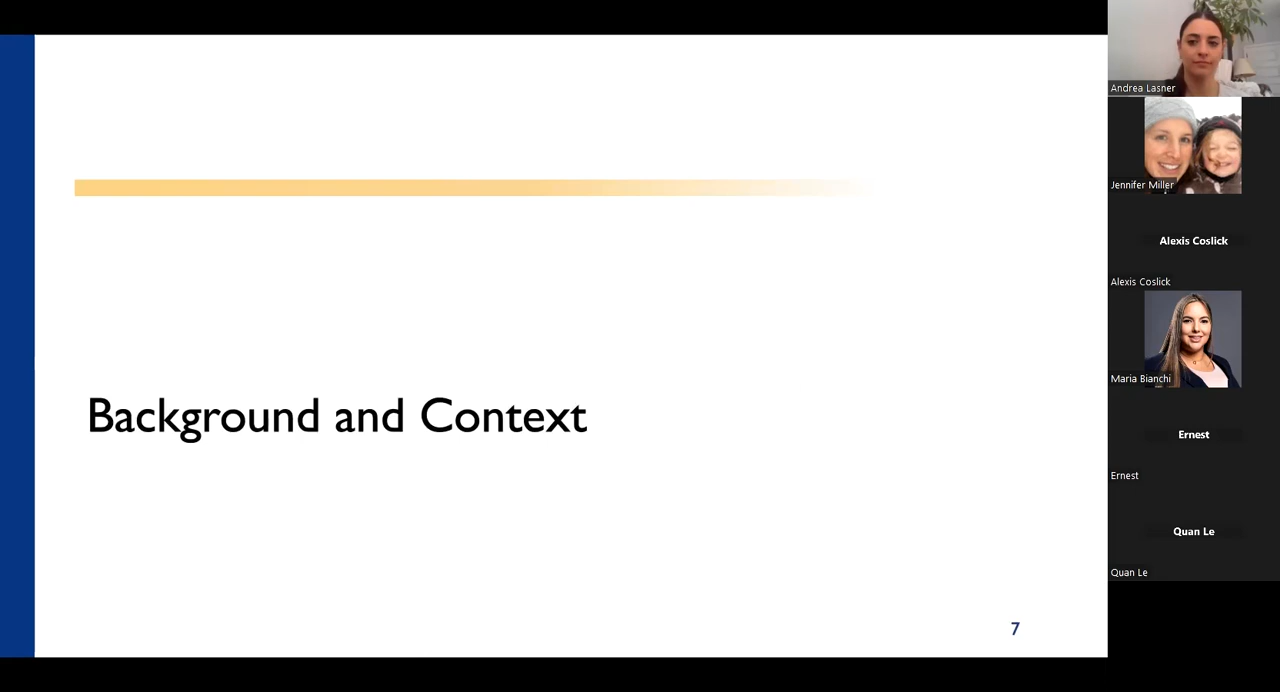 Background and Context
7
Andrea Lasner
Jennifer Miller
Alexis Coslick
Alexis Coslick
Maria Bianchi
Ernest
Ernest
Quan Le
Quan Le